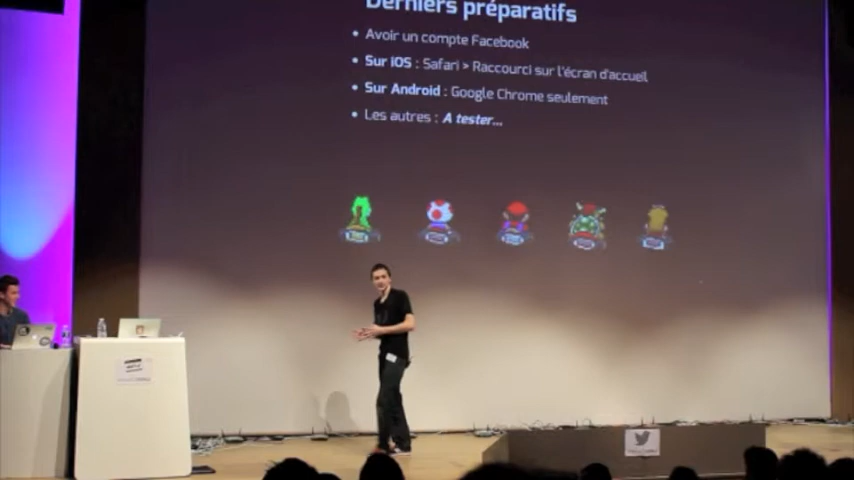 Derniers préparatifs
• Avoir un compte Facebook
• Sur iOS : Safari > Raccourci sur l'écran d'accueil
• Sur Android : Google Chrome seulement
• Les autres : A tester...